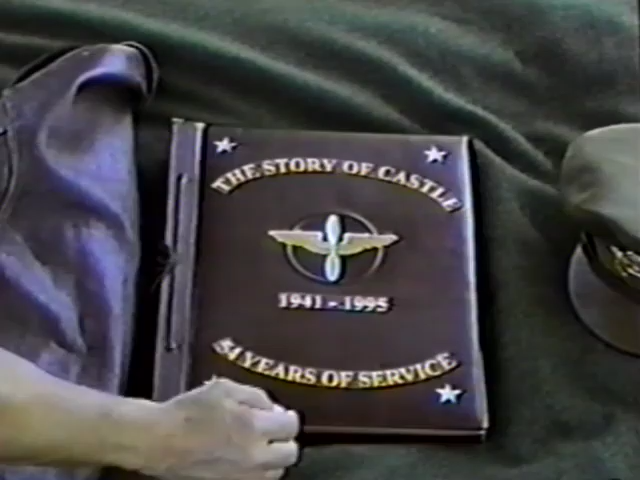 THE STORY OF CASTLE
1941 - 1995
54 YEARS OF SERVICE